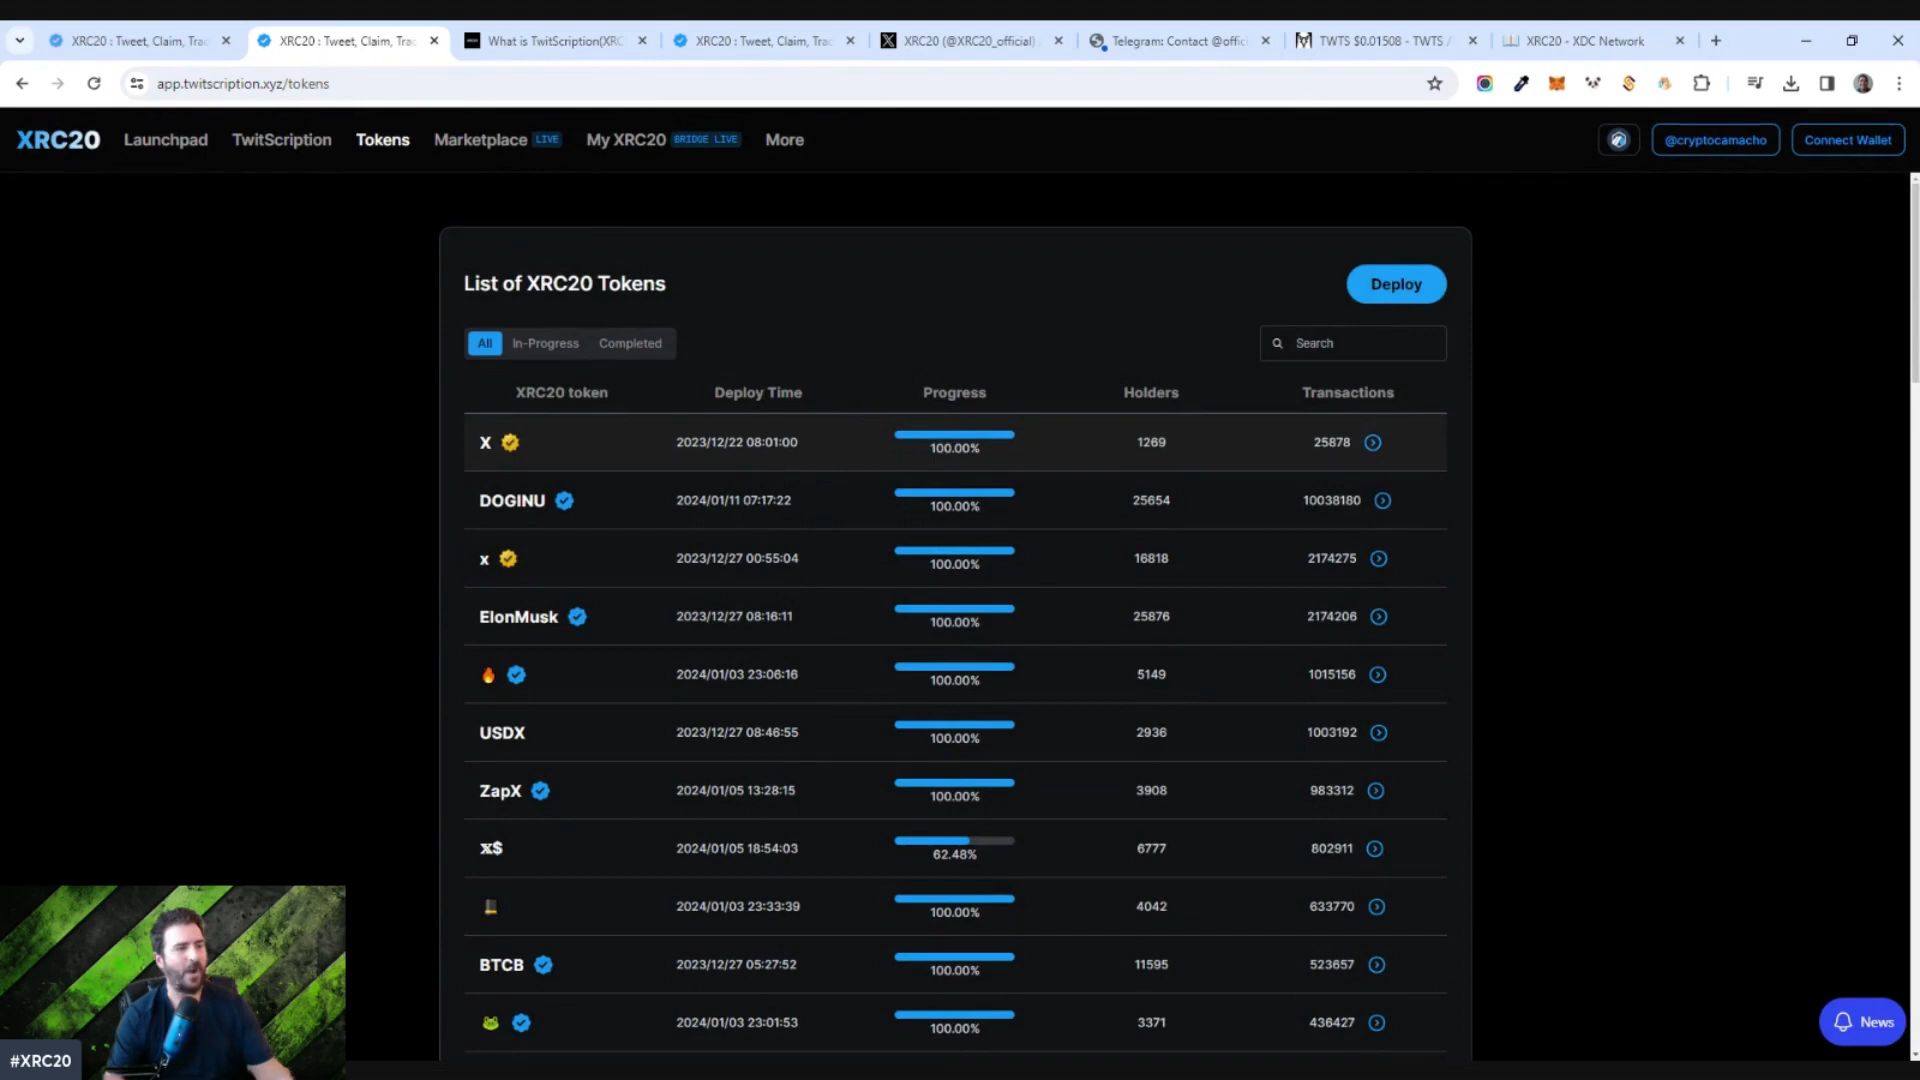 XRC20 : Tweet, Claim, Trac
XRC20 : Tweet, Claim, Trac
What is TwitScription(XRC
XRC20 : Tweet, Claim, Trac
XRC20 (@XRC20_official)
Telegram: Contact @offici
TWTS $0.01508 - TWTS /
XRC20 - XDC Network
app.twitscription.xyz/tokens
XRC20
Launchpad
TwitScription
Tokens
Marketplace LIVE
My XRC20 BRIDGE LIVE
More
@cryptocamacho
Connect Wallet
List of XRC20 Tokens
Deploy
All
In-Progress
Completed
Search
XRC20 token Deploy Time Progress Holders Transactions
X 2023/12/22 08:01:00 100.00% 1269 25878
DOGINU 2024/01/11 07:17:22 100.00% 25654 10038180
x 2023/12/27 00:55:04 100.00% 16818 2174275
ElonMusk 2023/12/27 08:16:11 100.00% 25876 2174206
🔥 2024/01/03 23:06:16 100.00% 5149 1015156
USDX 2023/12/27 08:46:55 100.00% 2936 1003192
ZapX 2024/01/05 13:28:15 100.00% 3908 983312
𝕏$ 2024/01/05 18:54:03 62.48% 6777 802911
2024/01/03 23:33:39 100.00% 4042 633770
BTCB 2023/12/27 05:27:52 100.00% 11595 523657
🐸 2024/01/03 23:01:53 100.00% 3371 436427
News
#XRC20